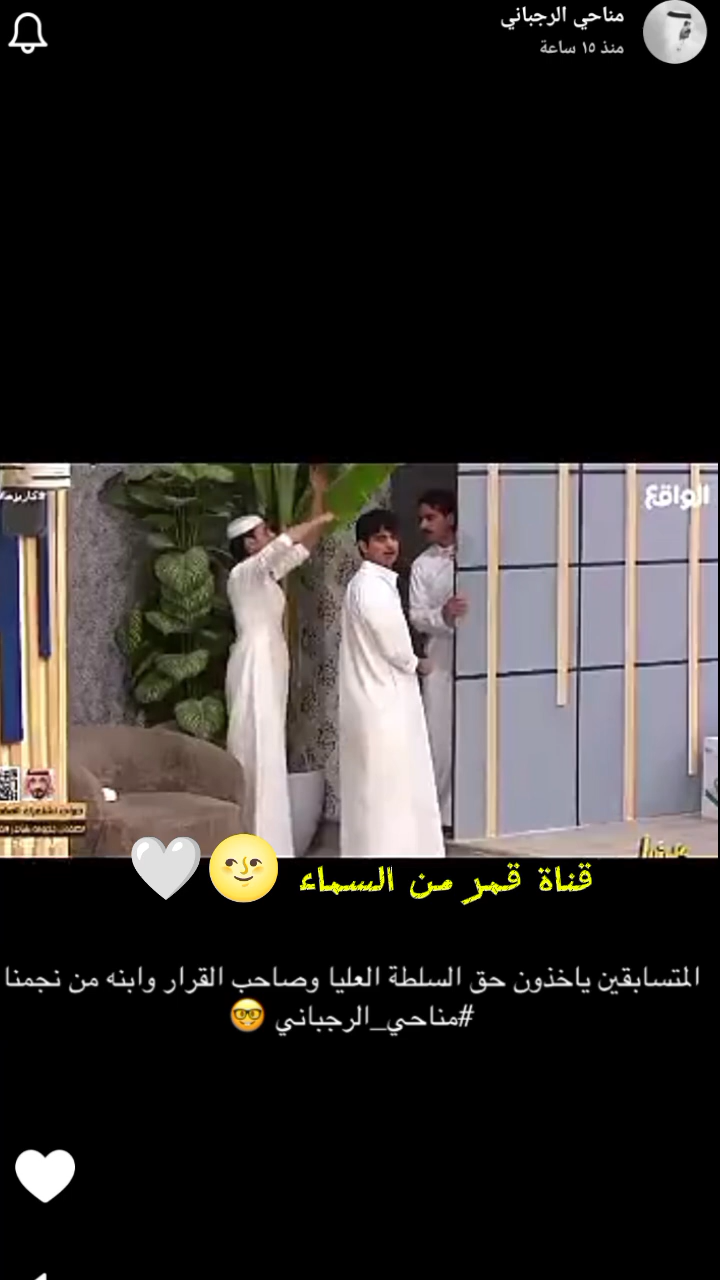 مناحي الرجباني
منذ ١٥ ساعة
الواقع
قناة قمر من السماء
المتسابقين ياخذون حق السلطة العليا وصاحب القرار وابنه من نجمنا
#مناحي_الرجباني 🤓